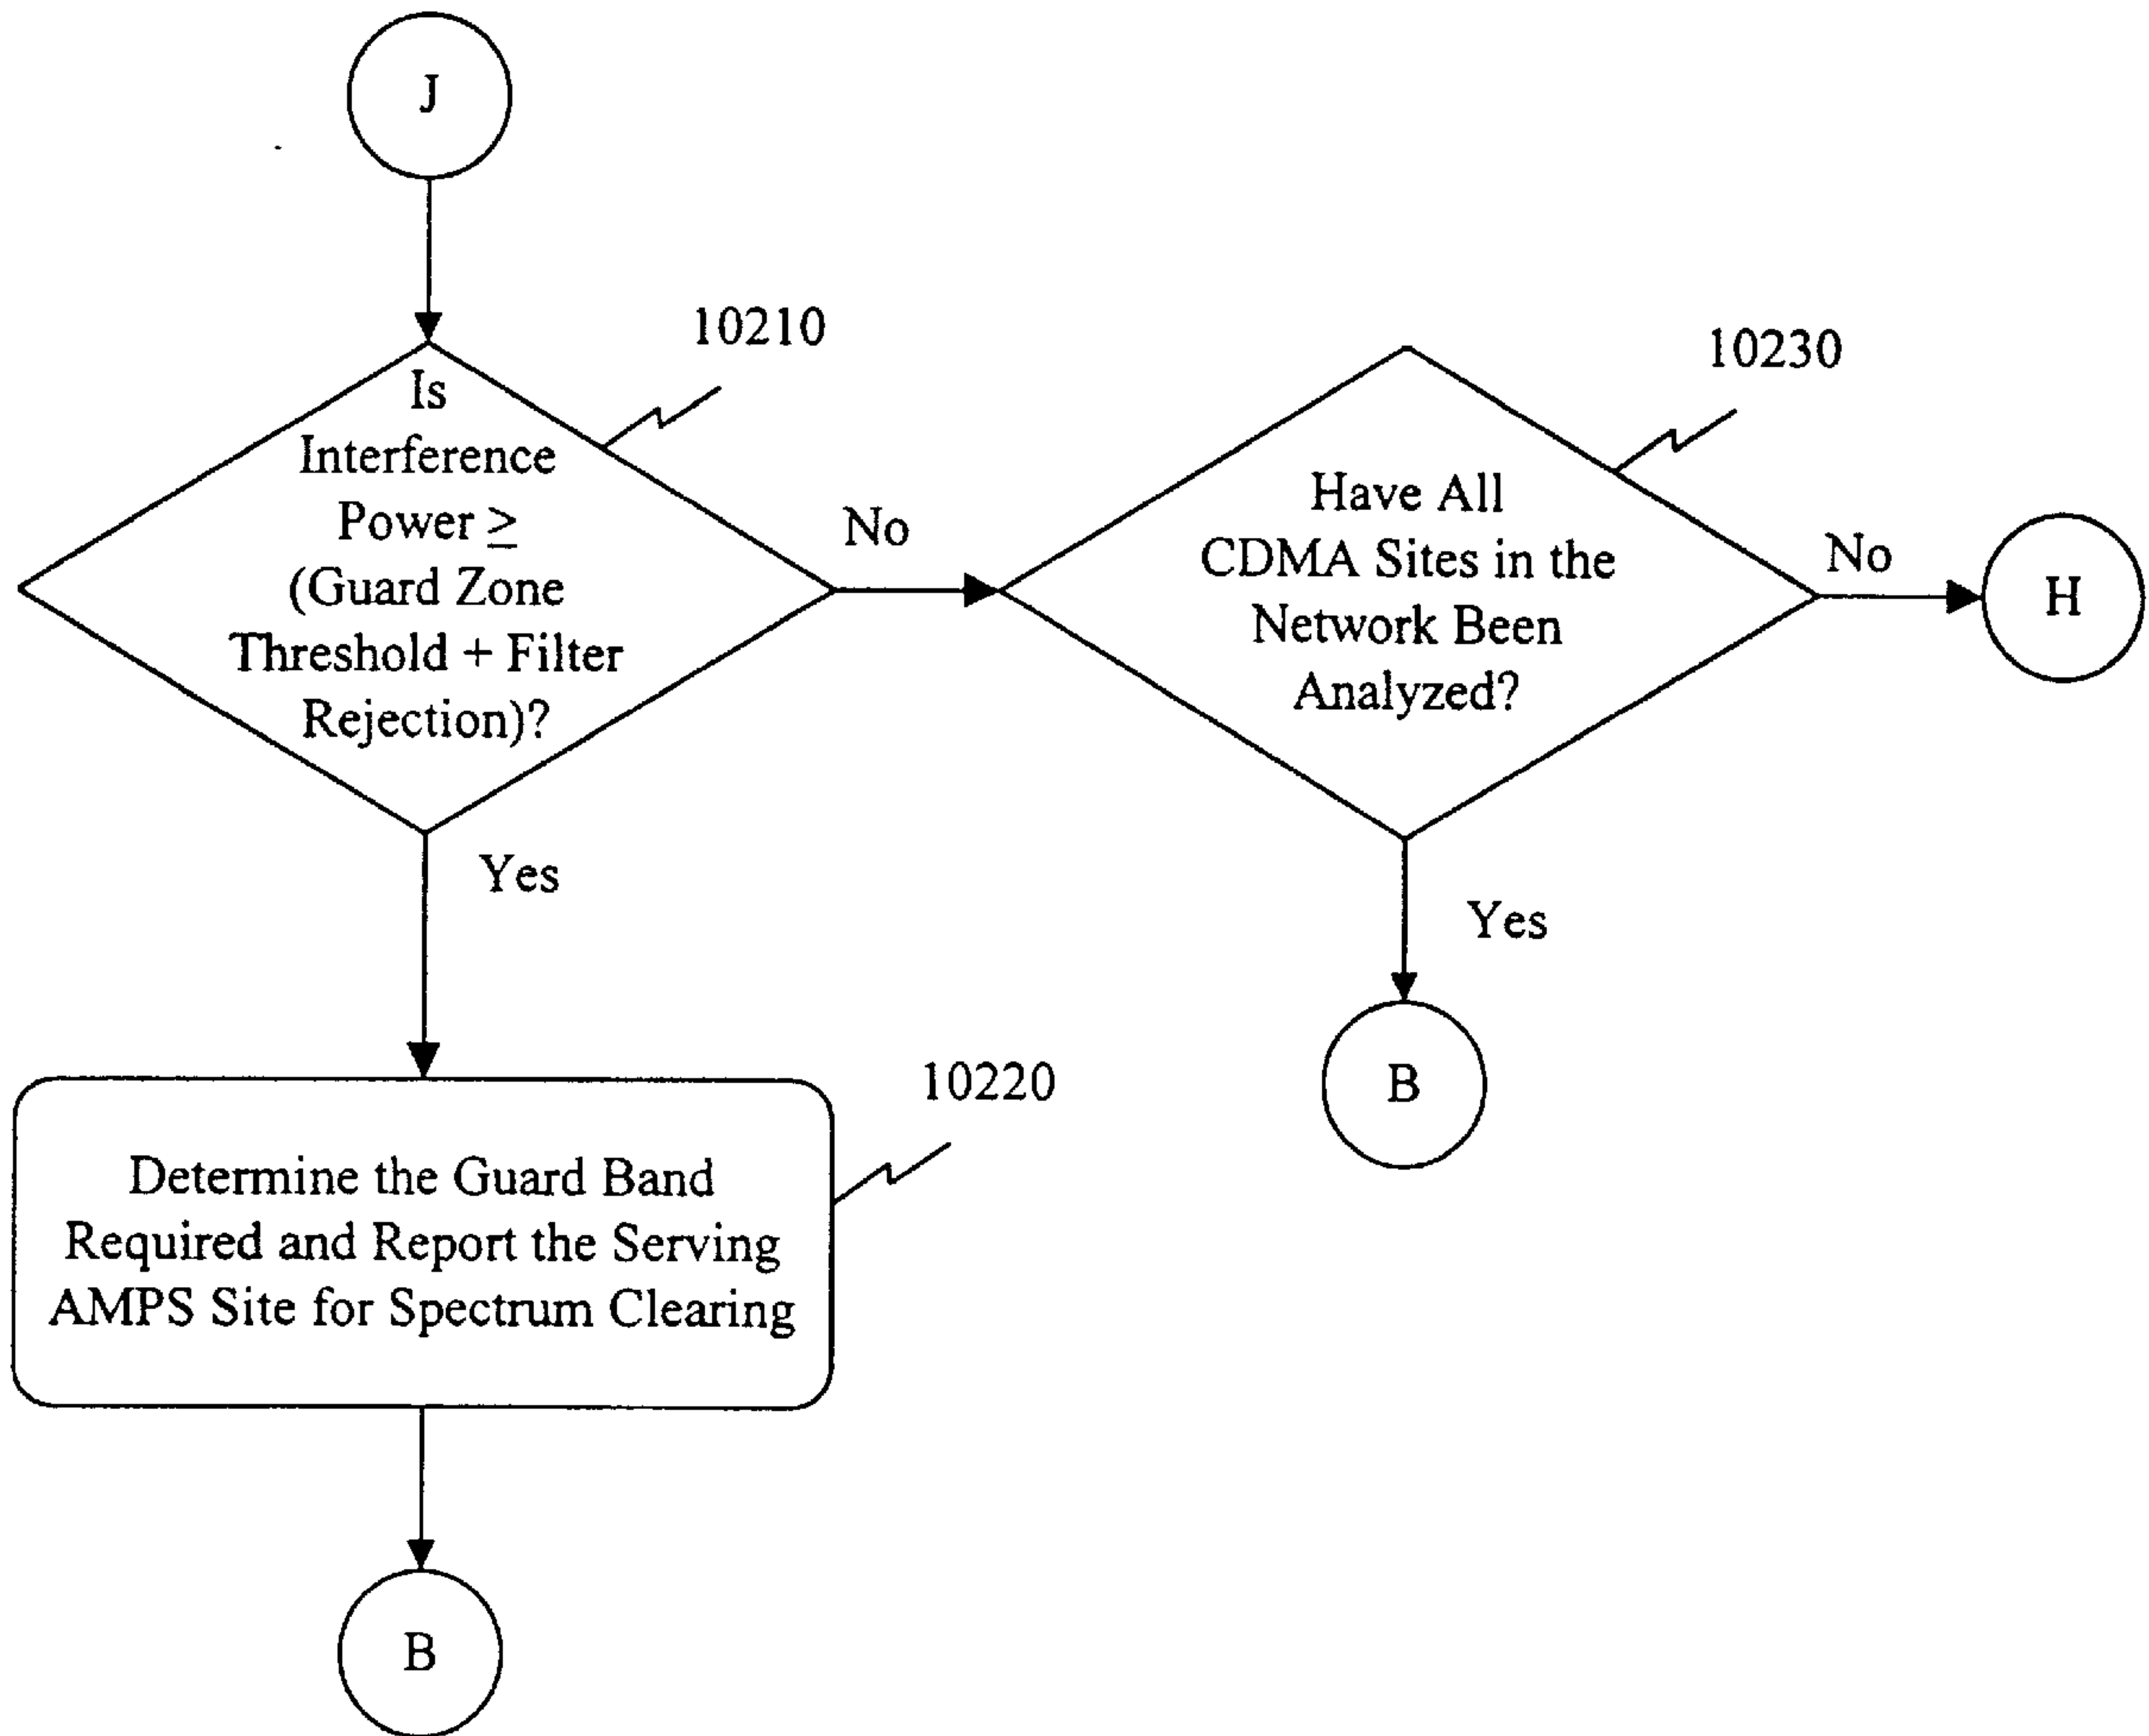 J
10210
Is
Interference
Power ≥
(Guard Zone
Threshold + Filter
Rejection)?
No
10230
Have All
CDMA Sites in the
Network Been
Analyzed?
No
H
Yes
Yes
B
10220
Determine the Guard Band
Required and Report the Serving
AMPS Site for Spectrum Clearing
B